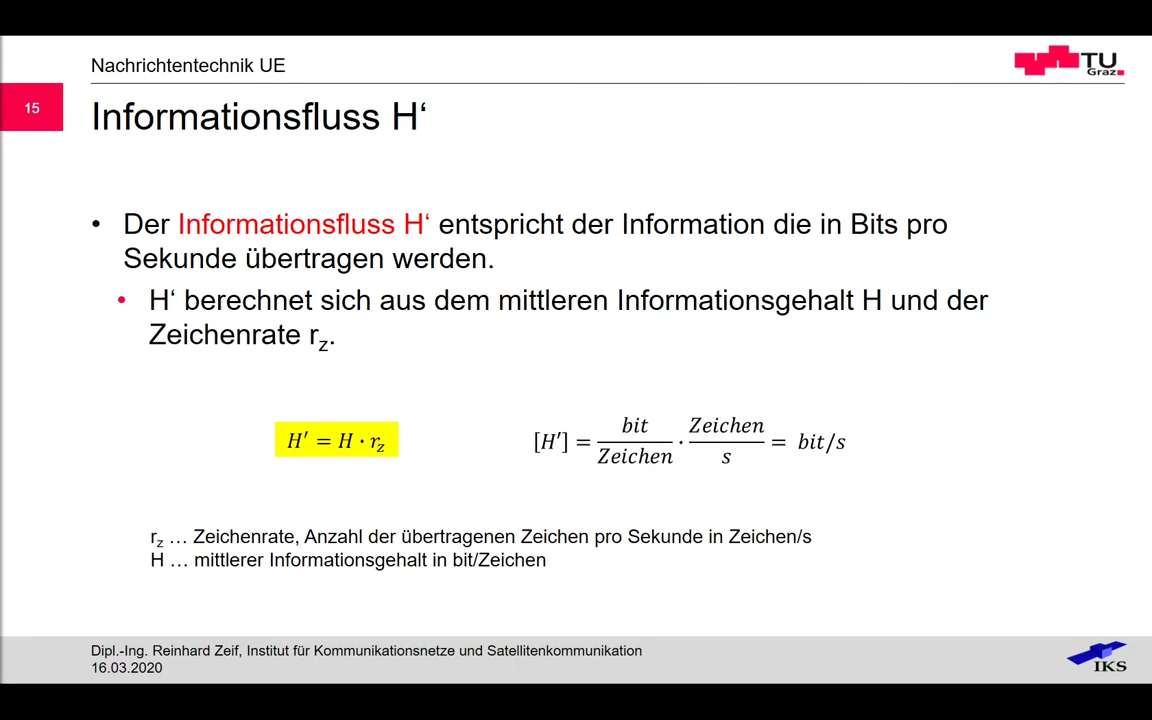 Nachrichtentechnik UE
TU
Graz
15
Informationsfluss H‘
• Der Informationsfluss H‘ entspricht der Information die in Bits pro
Sekunde übertragen werden.
• H‘ berechnet sich aus dem mittleren Informationsgehalt H und der
Zeichenrate r_z.
H′ = H · r_z
[H′] = bit/Zeichen · Zeichen/s = bit/s
r_z … Zeichenrate, Anzahl der übertragenen Zeichen pro Sekunde in Zeichen/s
H … mittlerer Informationsgehalt in bit/Zeichen
Dipl.-Ing. Reinhard Zeif, Institut für Kommunikationsnetze und Satellitenkommunikation
16.03.2020
IKS